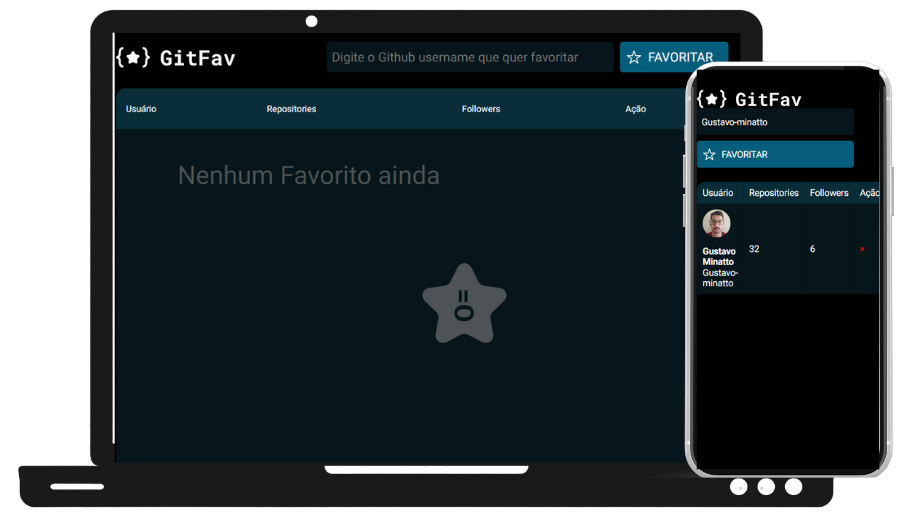 {★} GitFav
Digite o Github username que quer favoritar
☆ FAVORITAR
Usuário Repositories Followers Ação
Nenhum Favorito ainda
{★} GitFav
Gustavo-minatto
☆ FAVORITAR
Usuário Repositories Followers Ação
Gustavo
Minatto
Gustavo-
minatto
32 6 ×